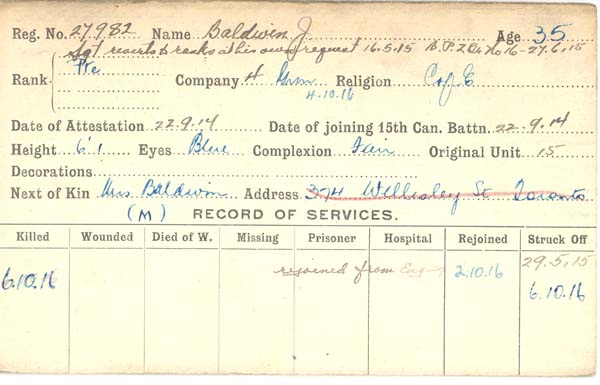 Reg. No. 27982 Name Baldwin J. Age 35
Sgt reverts to ranks at his own request 16.5.15 B.P.2 Or No 16-27.6.15
Rank Pte Company 4 Religion C of E
4.10.16
Date of Attestation 22.9.14 Date of joining 15th Can. Battn. 22.9.14
Height 6'1 Eyes Blue Complexion Fair Original Unit 15
Decorations
Next of Kin Mrs Baldwin Address 374 Wellesley St Toronto
(M) RECORD OF SERVICES.
Killed Wounded Died of W. Missing Prisoner Hospital Rejoined Struck Off
29.5.15
6.10.16 rejoined from Eng 2.10.16 6.10.16